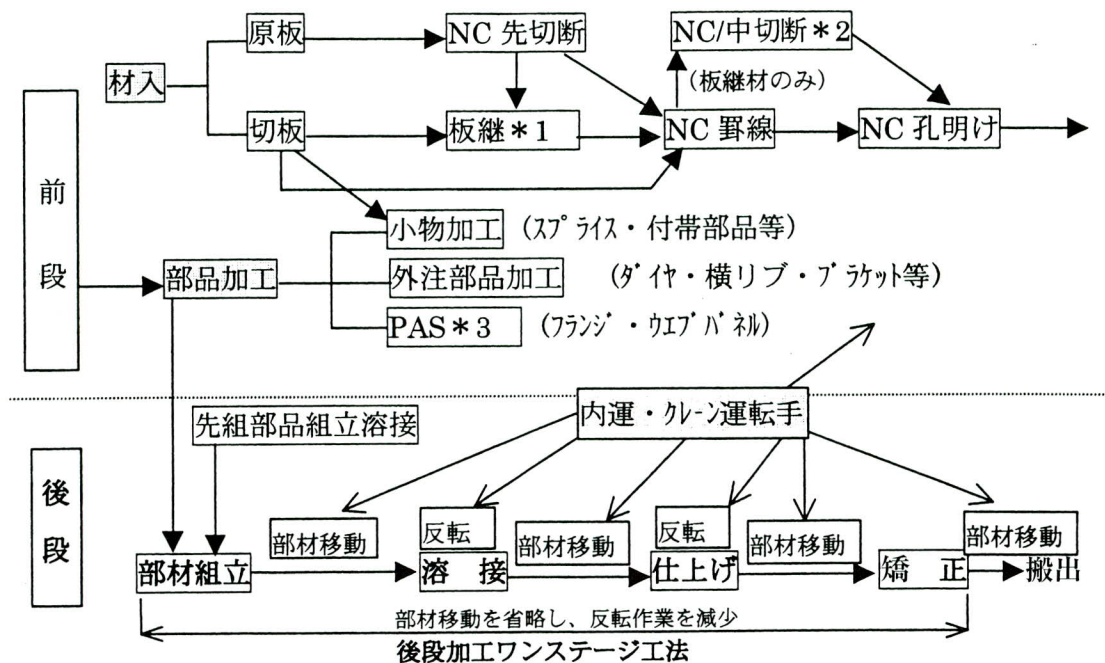 原板
NC 先切断
NC/中切断＊2
材入
(板継材のみ)
切板
板継＊1
NC 罫線
NC 孔明け
前段
小物加工 (スプライス・付帯部品等)
部品加工
外注部品加工 (ダイヤ・横リブ・ブラケット等)
PAS＊3 (フランジ・ウエブパネル)
内運・クレーン運転手
先組部品組立溶接
後段
部材移動
反転
部材移動
反転
部材移動
部材移動
部材組立
溶 接
仕上げ
矯 正
搬出
部材移動を省略し、反転作業を減少
後段加工ワンステージ工法